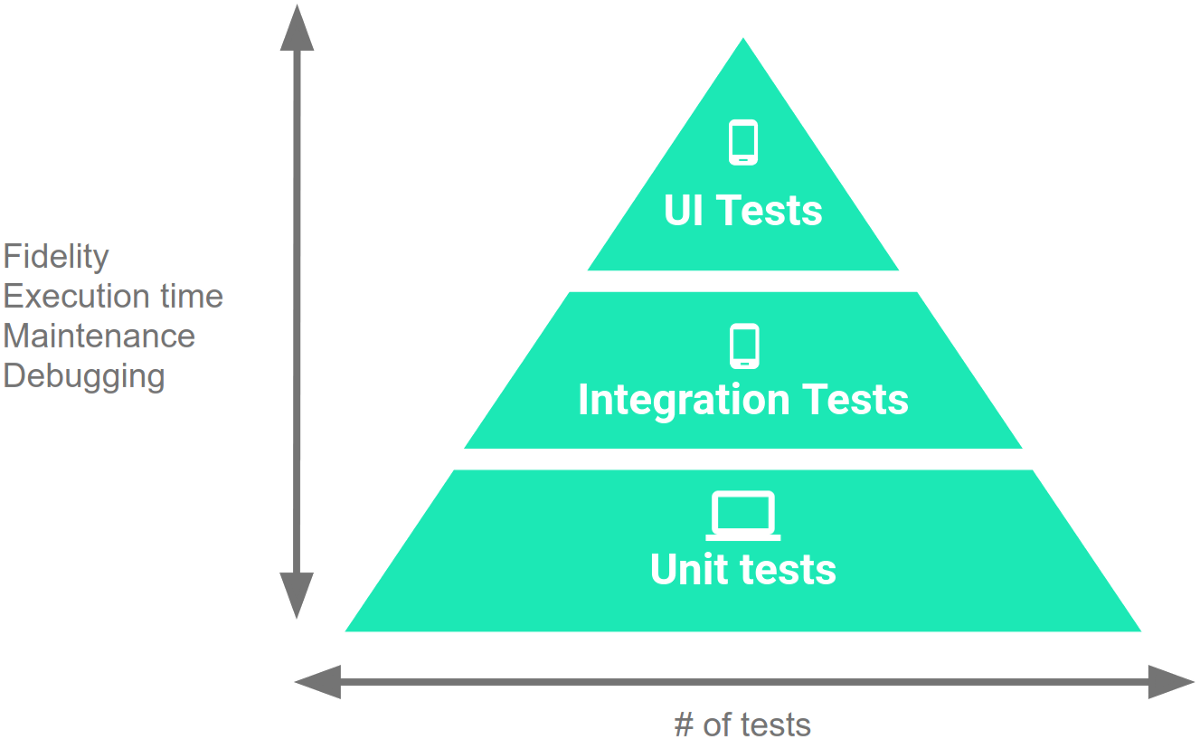 UI Tests
Fidelity
Execution time
Maintenance
Debugging
Integration Tests
Unit tests
# of tests